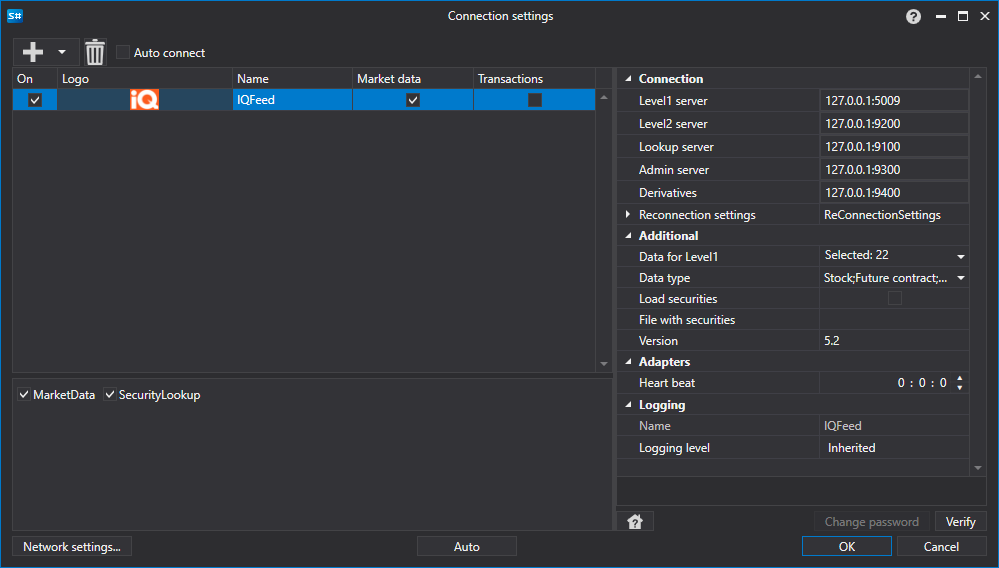 S#
Connection settings
?
Auto connect
On Logo Name Market data Transactions
iQ IQFeed
MarketData SecurityLookup
Connection
Level1 server 127.0.0.1:5009
Level2 server 127.0.0.1:9200
Lookup server 127.0.0.1:9100
Admin server 127.0.0.1:9300
Derivatives 127.0.0.1:9400
Reconnection settings ReConnectionSettings
Additional
Data for Level1 Selected: 22
Data type Stock;Future contract;...
Load securities
File with securities
Version 5.2
Adapters
Heart beat 0 : 0 : 0
Logging
Name IQFeed
Logging level Inherited
? Change password Verify
Network settings... Auto OK Cancel